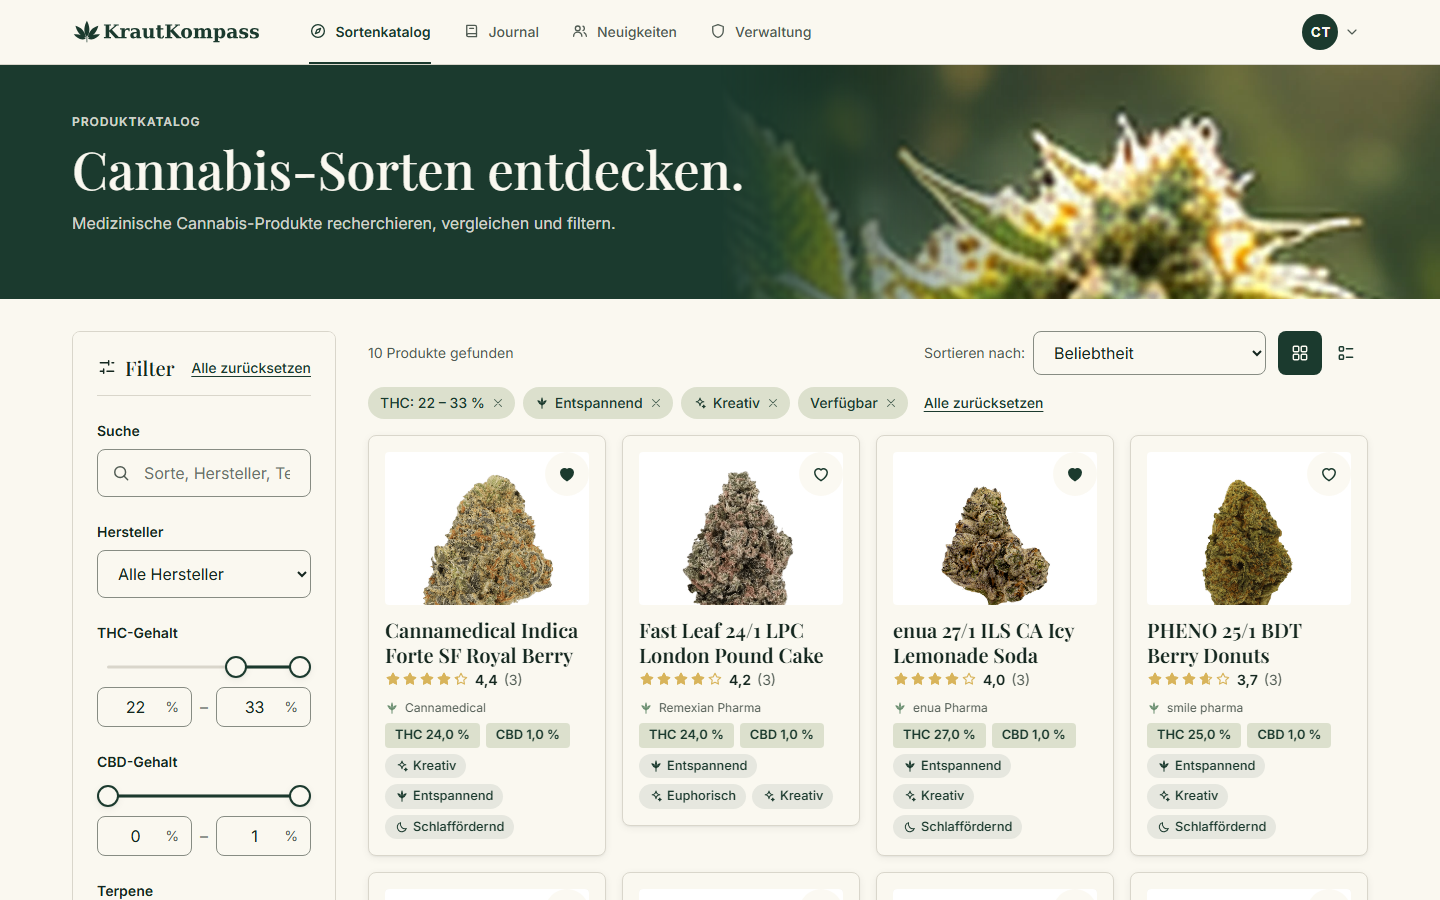 KrautKompass
Sortenkatalog
Journal
Neuigkeiten
Verwaltung
CT
PRODUKTKATALOG
Cannabis-Sorten entdecken.
Medizinische Cannabis-Produkte recherchieren, vergleichen und filtern.
Filter
Alle zurücksetzen
Suche
Sorte, Hersteller, Te
Hersteller
Alle Hersteller
THC-Gehalt
22 % – 33 %
CBD-Gehalt
0 % – 1 %
Terpene
10 Produkte gefunden
Sortieren nach: Beliebtheit
THC: 22 – 33 %
Entspannend
Kreativ
Verfügbar
Alle zurücksetzen
Cannamedical Indica
Forte SF Royal Berry
4,4 (3)
Cannamedical
THC 24,0 % CBD 1,0 %
Kreativ
Entspannend
Schlaffördernd
Fast Leaf 24/1 LPC
London Pound Cake
4,2 (3)
Remexian Pharma
THC 24,0 % CBD 1,0 %
Entspannend
Euphorisch Kreativ
enua 27/1 ILS CA Icy
Lemonade Soda
4,0 (3)
enua Pharma
THC 27,0 % CBD 1,0 %
Entspannend
Kreativ
Schlaffördernd
PHENO 25/1 BDT
Berry Donuts
3,7 (3)
smile pharma
THC 25,0 % CBD 1,0 %
Entspannend
Kreativ
Schlaffördernd